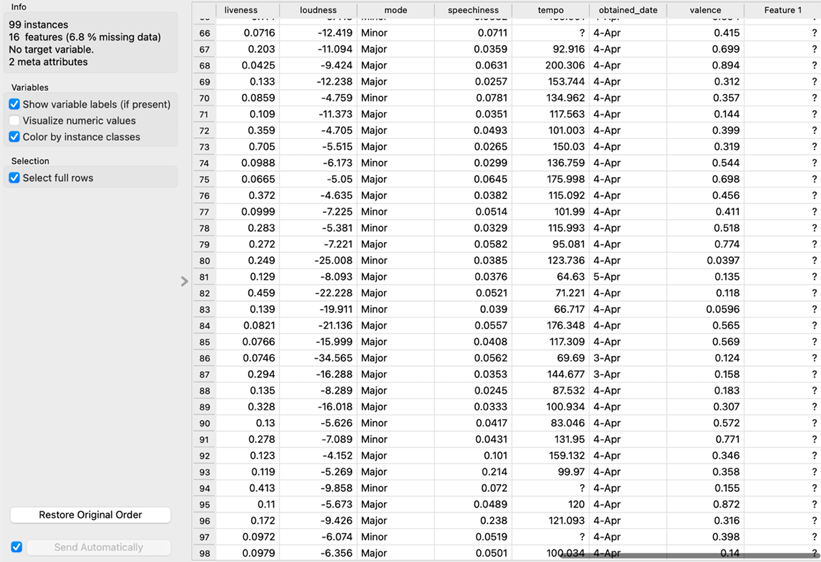 Info
99 instances
16 features (6.8 % missing data)
No target variable.
2 meta attributes
Variables
Show variable labels (if present)
Visualize numeric values
Color by instance classes
Selection
Select full rows
Restore Original Order
Send Automatically
liveness loudness mode speechiness tempo obtained_date valence Feature 1
66 0.0716 -12.419 Minor 0.0711 ? 4-Apr 0.415 ?
67 0.203 -11.094 Major 0.0359 92.916 4-Apr 0.699 ?
68 0.0425 -9.424 Major 0.0631 200.306 4-Apr 0.894 ?
69 0.133 -12.238 Major 0.0257 153.744 4-Apr 0.312 ?
70 0.0859 -4.759 Minor 0.0781 134.962 4-Apr 0.357 ?
71 0.109 -11.373 Major 0.0351 117.563 4-Apr 0.144 ?
72 0.359 -4.705 Major 0.0493 101.003 4-Apr 0.399 ?
73 0.705 -5.515 Major 0.0265 150.03 4-Apr 0.319 ?
74 0.0988 -6.173 Minor 0.0299 136.759 4-Apr 0.544 ?
75 0.0665 -5.05 Major 0.0645 175.998 4-Apr 0.698 ?
76 0.372 -4.635 Major 0.0382 115.092 4-Apr 0.456 ?
77 0.0999 -7.225 Minor 0.0514 101.99 4-Apr 0.411 ?
78 0.283 -5.381 Minor 0.0329 115.993 4-Apr 0.518 ?
79 0.272 -7.221 Major 0.0582 95.081 4-Apr 0.774 ?
80 0.249 -25.008 Minor 0.0385 123.736 4-Apr 0.0397 ?
81 0.129 -8.093 Major 0.0376 64.63 5-Apr 0.135 ?
82 0.459 -22.228 Major 0.0521 71.221 4-Apr 0.118 ?
83 0.139 -19.911 Minor 0.039 66.717 4-Apr 0.0596 ?
84 0.0821 -21.136 Major 0.0557 176.348 4-Apr 0.565 ?
85 0.0766 -15.999 Major 0.0408 117.309 4-Apr 0.569 ?
86 0.0746 -34.565 Major 0.0562 69.69 3-Apr 0.124 ?
87 0.294 -16.288 Major 0.0353 144.677 3-Apr 0.158 ?
88 0.135 -8.289 Major 0.0245 87.532 4-Apr 0.183 ?
89 0.328 -16.018 Major 0.0333 100.934 4-Apr 0.307 ?
90 0.13 -5.626 Minor 0.0417 83.046 4-Apr 0.572 ?
91 0.278 -7.089 Minor 0.0431 131.95 4-Apr 0.771 ?
92 0.123 -4.152 Major 0.101 159.132 4-Apr 0.346 ?
93 0.119 -5.269 Major 0.214 99.97 4-Apr 0.358 ?
94 0.413 -9.858 Minor 0.072 ? 4-Apr 0.155 ?
95 0.11 -5.673 Major 0.0489 120 4-Apr 0.872 ?
96 0.172 -9.426 Major 0.238 121.093 4-Apr 0.316 ?
97 0.0972 -6.074 Minor 0.0519 ? 4-Apr 0.398 ?
98 0.0979 -6.356 Major 0.0501 100.034 4-Apr 0.14 ?